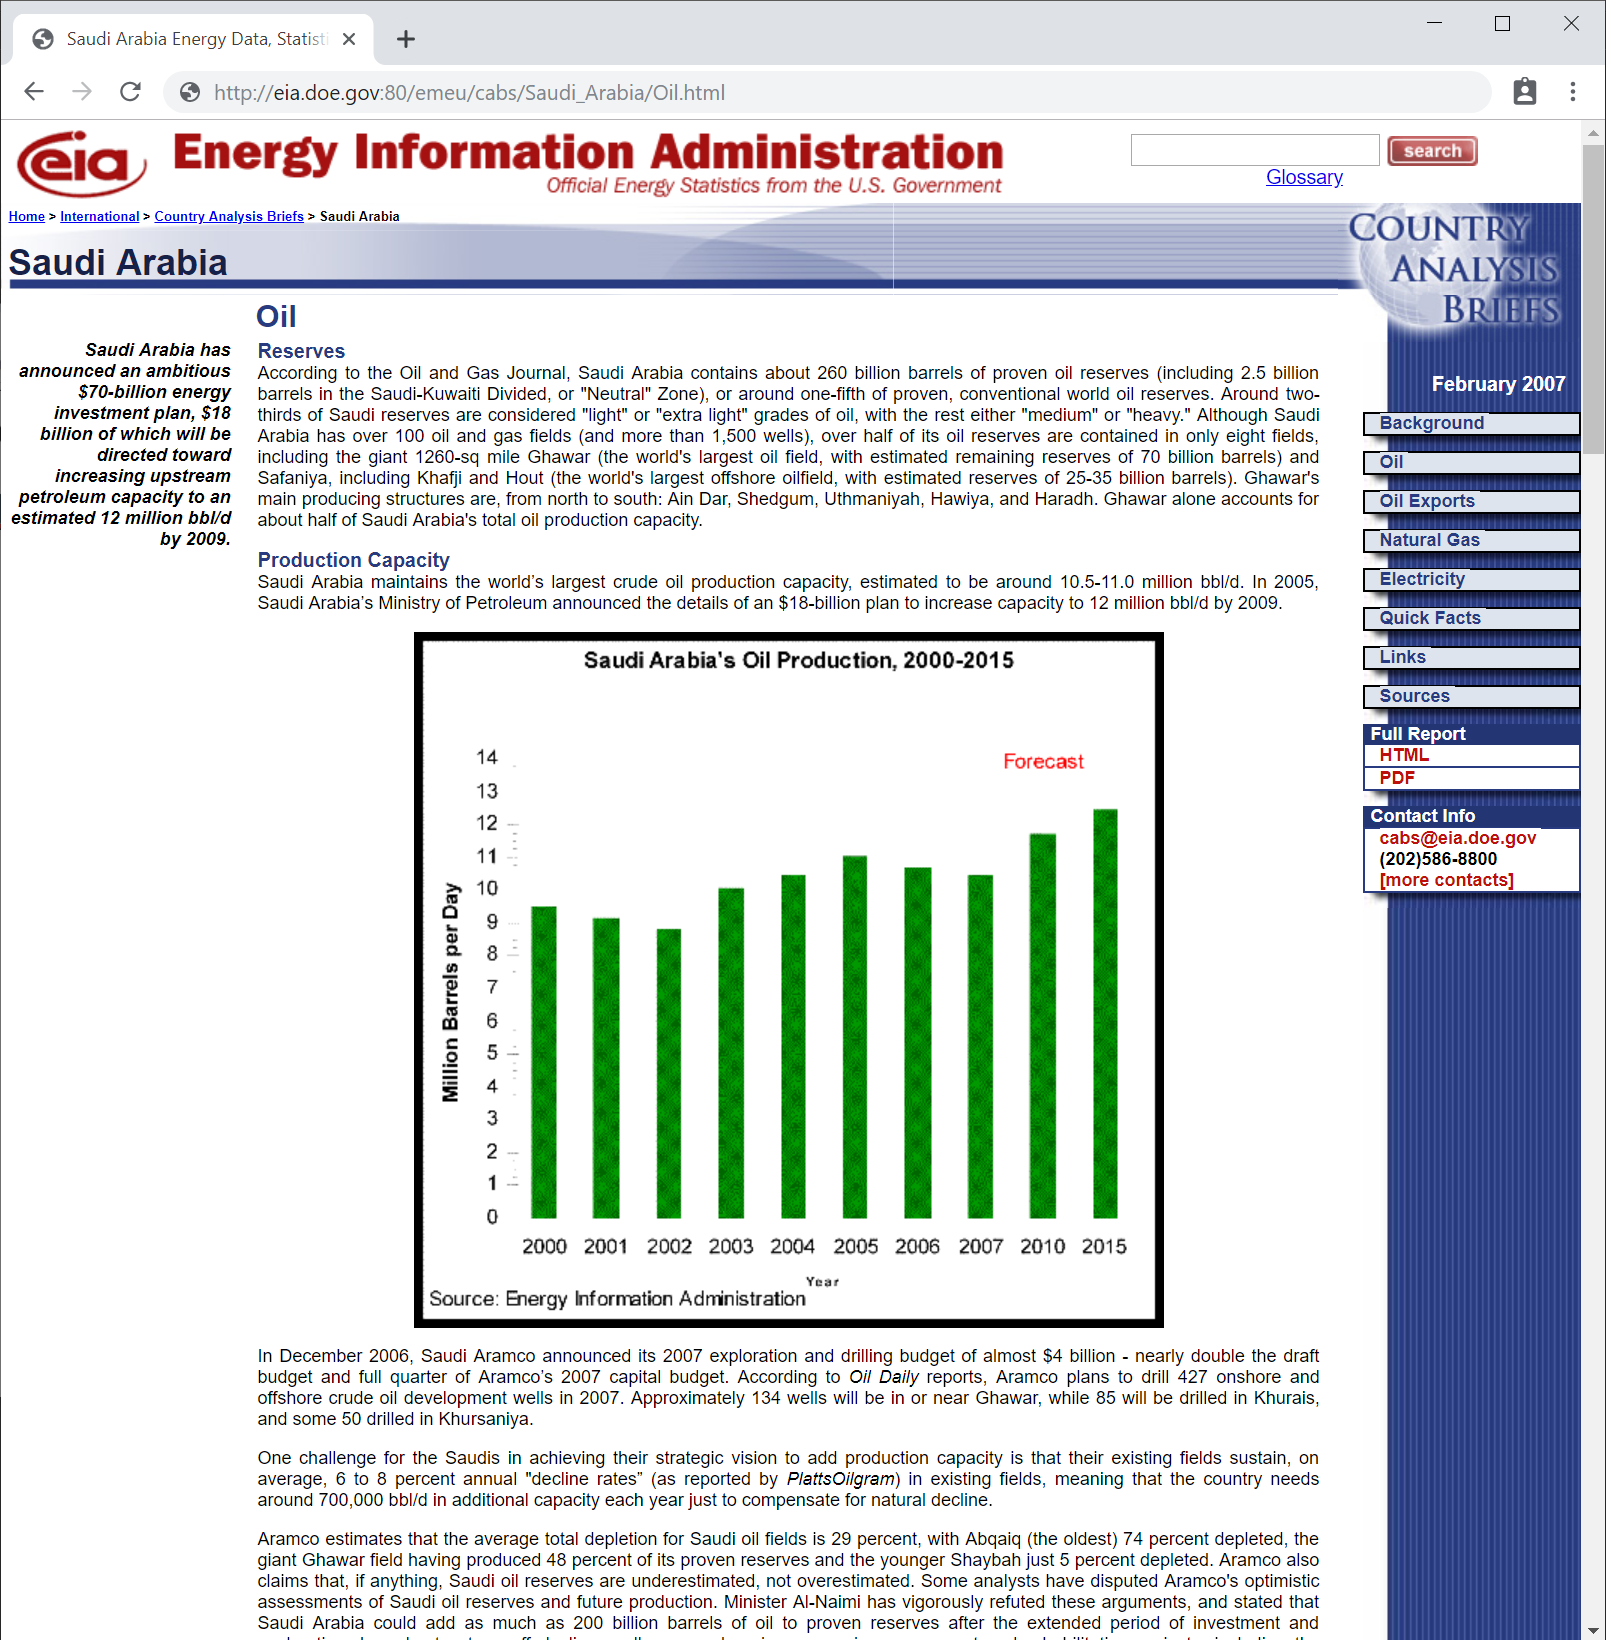 Saudi Arabia Energy Data, Statisti
http://eia.doe.gov:80/emeu/cabs/Saudi_Arabia/Oil.html
eia Energy Information Administration
Official Energy Statistics from the U.S. Government
search
Glossary
Home > International > Country Analysis Briefs > Saudi Arabia
Saudi Arabia
COUNTRY
ANALYSIS
BRIEFS
February 2007
Background
Oil
Oil Exports
Natural Gas
Electricity
Quick Facts
Links
Sources
Full Report
HTML
PDF
Contact Info
cabs@eia.doe.gov
(202)586-8800
[more contacts]
Saudi Arabia has
announced an ambitious
$70-billion energy
investment plan, $18
billion of which will be
directed toward
increasing upstream
petroleum capacity to an
estimated 12 million bbl/d
by 2009.
Oil
Reserves
According to the Oil and Gas Journal, Saudi Arabia contains about 260 billion barrels of proven oil reserves (including 2.5 billion
barrels in the Saudi-Kuwaiti Divided, or "Neutral" Zone), or around one-fifth of proven, conventional world oil reserves. Around two-
thirds of Saudi reserves are considered "light" or "extra light" grades of oil, with the rest either "medium" or "heavy." Although Saudi
Arabia has over 100 oil and gas fields (and more than 1,500 wells), over half of its oil reserves are contained in only eight fields,
including the giant 1260-sq mile Ghawar (the world's largest oil field, with estimated remaining reserves of 70 billion barrels) and
Safaniya, including Khafji and Hout (the world's largest offshore oilfield, with estimated reserves of 25-35 billion barrels). Ghawar's
main producing structures are, from north to south: Ain Dar, Shedgum, Uthmaniyah, Hawiya, and Haradh. Ghawar alone accounts for
about half of Saudi Arabia's total oil production capacity.
Production Capacity
Saudi Arabia maintains the world’s largest crude oil production capacity, estimated to be around 10.5-11.0 million bbl/d. In 2005,
Saudi Arabia’s Ministry of Petroleum announced the details of an $18-billion plan to increase capacity to 12 million bbl/d by 2009.
Saudi Arabia's Oil Production, 2000-2015
Forecast
Million Barrels per Day
14
13
12
11
10
9
8
7
6
5
4
3
2
1
0
2000 2001 2002 2003 2004 2005 2006 2007 2010 2015
Year
Source: Energy Information Administration
In December 2006, Saudi Aramco announced its 2007 exploration and drilling budget of almost $4 billion - nearly double the draft
budget and full quarter of Aramco’s 2007 capital budget. According to Oil Daily reports, Aramco plans to drill 427 onshore and
offshore crude oil development wells in 2007. Approximately 134 wells will be in or near Ghawar, while 85 will be drilled in Khurais,
and some 50 drilled in Khursaniya.
One challenge for the Saudis in achieving their strategic vision to add production capacity is that their existing fields sustain, on
average, 6 to 8 percent annual "decline rates” (as reported by PlattsOilgram) in existing fields, meaning that the country needs
around 700,000 bbl/d in additional capacity each year just to compensate for natural decline.
Aramco estimates that the average total depletion for Saudi oil fields is 29 percent, with Abqaiq (the oldest) 74 percent depleted, the
giant Ghawar field having produced 48 percent of its proven reserves and the younger Shaybah just 5 percent depleted. Aramco also
claims that, if anything, Saudi oil reserves are underestimated, not overestimated. Some analysts have disputed Aramco's optimistic
assessments of Saudi oil reserves and future production. Minister Al-Naimi has vigorously refuted these arguments, and stated that
Saudi Arabia could add as much as 200 billion barrels of oil to proven reserves after the extended period of investment and